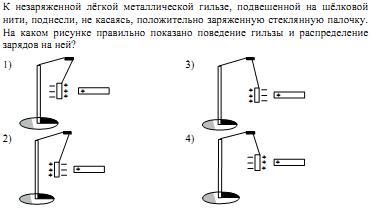 К незаряженной лёгкой металлической гильзе, подвешенной на шёлковой
нити, поднесли, не касаясь, положительно заряженную стеклянную палочку.
На каком рисунке правильно показано поведение гильзы и распределение
зарядов на ней?
1)
3)
2)
4)